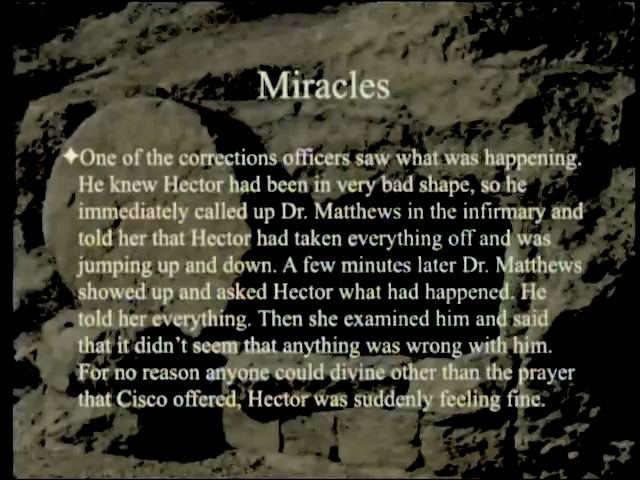 Miracles
✦One of the corrections officers saw what was happening.
He knew Hector had been in very bad shape, so he
immediately called up Dr. Matthews in the infirmary and
told her that Hector had taken everything off and was
jumping up and down. A few minutes later Dr. Matthews
showed up and asked Hector what had happened. He
told her everything. Then she examined him and said
that it didn't seem that anything was wrong with him.
For no reason anyone could divine other than the prayer
that Cisco offered, Hector was suddenly feeling fine.